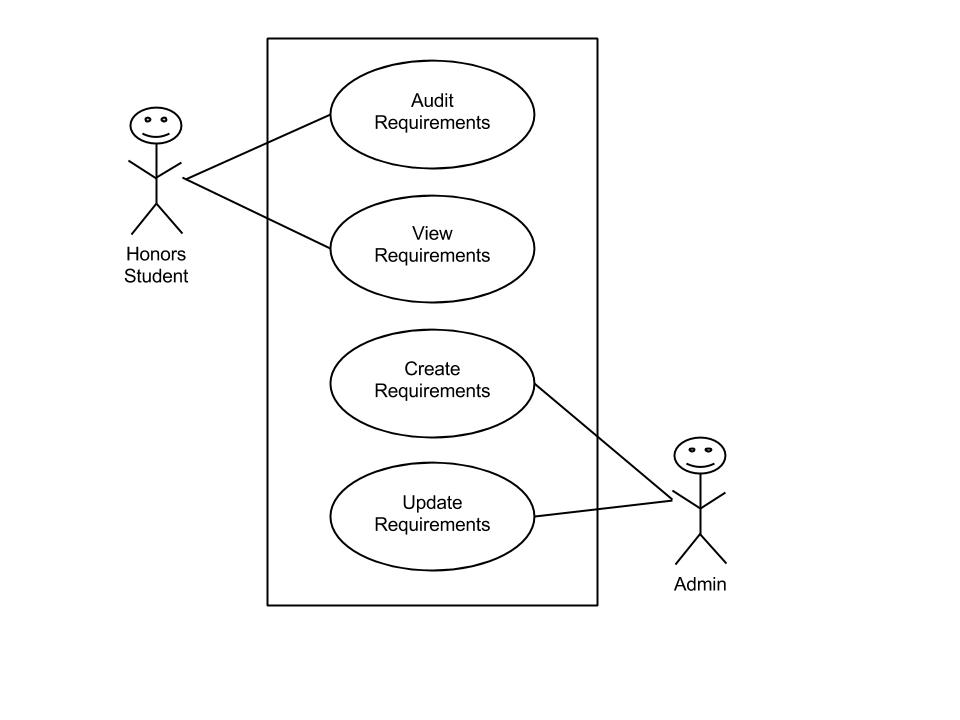 Audit
Requirements
Honors
Student
View
Requirements
Create
Requirements
Update
Requirements
Admin